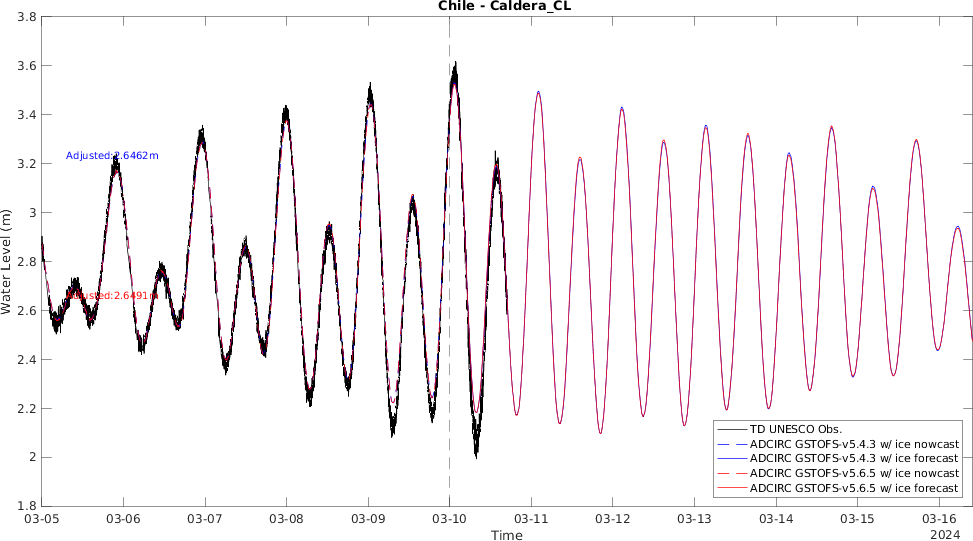 Chile - Caldera_CL
3.8
3.6
3.4
3.2
3
2.8
2.6
2.4
2.2
2
1.8
Water Level (m)
Adjusted:2.6462m
Adjusted:2.6491m
TD UNESCO Obs.
ADCIRC GSTOFS-v5.4.3 w/ ice nowcast
ADCIRC GSTOFS-v5.4.3 w/ ice forecast
ADCIRC GSTOFS-v5.6.5 w/ ice nowcast
ADCIRC GSTOFS-v5.6.5 w/ ice forecast
03-05 03-06 03-07 03-08 03-09 03-10 03-11 03-12 03-13 03-14 03-15 03-16
Time
2024